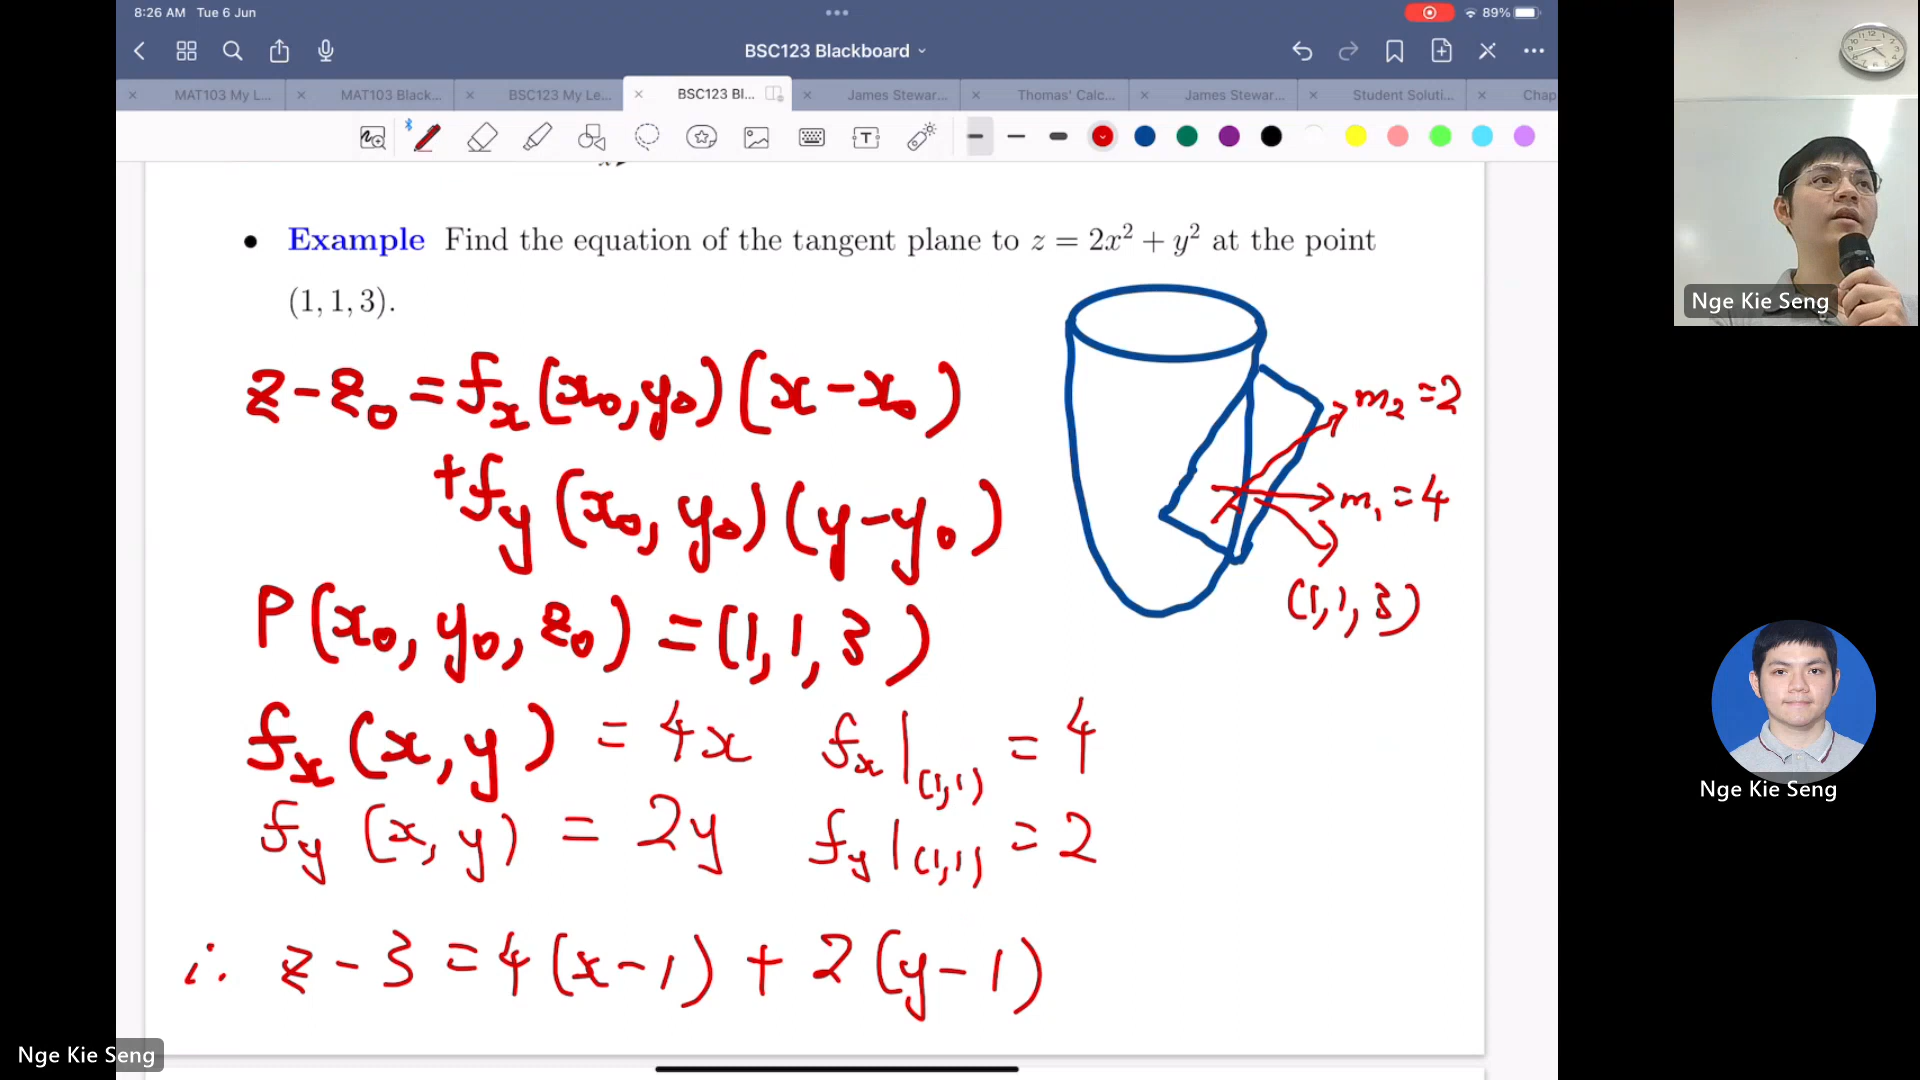 8:26 AM Tue 6 Jun
89%
BSC123 Blackboard
MAT103 My L...
MAT103 Black...
BSC123 My Le...
BSC123 Bl...
James Stewar...
Thomas' Calc...
James Stewar...
Student Soluti...
Chap
• Example Find the equation of the tangent plane to z = 2x² + y² at the point
(1, 1, 3).
z - z₀ = fₓ(x₀, y₀)(x - x₀)
+ f_y(x₀, y₀)(y - y₀)
P(x₀, y₀, z₀) = (1, 1, 3)
fₓ(x, y) = 4x fₓ|₍₁,₁₎ = 4
f_y (x, y) = 2y f_y|₍₁,₁₎ = 2
∴ z - 3 = 4(x - 1) + 2(y - 1)
m₂ = 2
m₁ = 4
(1, 1, 3)
Nge Kie Seng
Nge Kie Seng
Nge Kie Seng